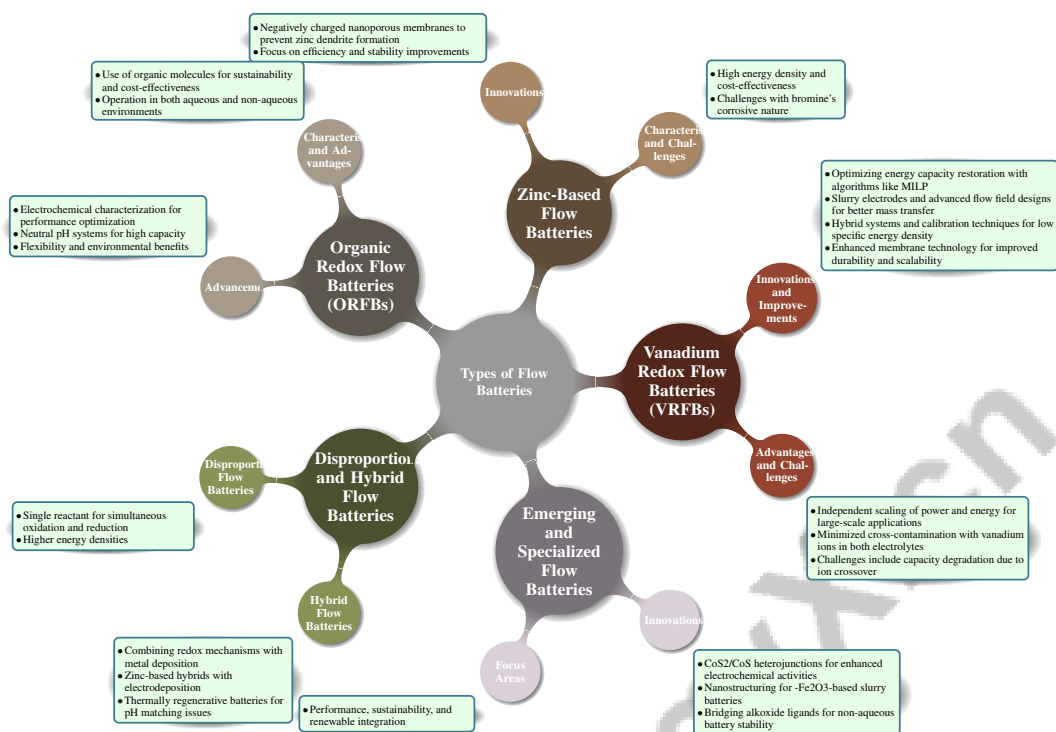 • Negatively charged nanoporous membranes to
prevent zinc dendrite formation
• Focus on efficiency and stability improvements
• Use of organic molecules for sustainability
and cost-effectiveness
• Operation in both aqueous and non-aqueous
environments
• High energy density and
cost-effectiveness
• Challenges with bromine's
corrosive nature
Innovations
Characteris
and Chal-
lenges
Characteris
and Ad-
vantages
Zinc-Based
Flow
Batteries
• Optimizing energy capacity restoration with
algorithms like MILP
• Slurry electrodes and advanced flow field designs
for better mass transfer
• Hybrid systems and calibration techniques for low
specific energy density
• Enhanced membrane technology for improved
durability and scalability
• Electrochemical characterization for
performance optimization
• Neutral pH systems for high capacity
• Flexibility and environmental benefits
Organic
Redox Flow
Batteries
(ORFBs)
Advancem
Innovations
and
Improve-
ments
Types of Flow
Batteries
Vanadium
Redox Flow
Batteries
(VRFBs)
Disproportion
and Hybrid
Flow
Batteries
Disproporti
Flow
Batteries
Advantages
and Chal-
lenges
• Single reactant for simultaneous
oxidation and reduction
• Higher energy densities
Emerging
and
Specialized
Flow
Batteries
• Independent scaling of power and energy for
large-scale applications
• Minimized cross-contamination with vanadium
ions in both electrolytes
• Challenges include capacity degradation due to
ion crossover
Hybrid
Flow
Batteries
Innovations
Focus
Areas
• Combining redox mechanisms with
metal deposition
• Zinc-based hybrids with
electrodeposition
• Thermally regenerative batteries for
pH matching issues
• Performance, sustainability, and
renewable integration
• CoS2/CoS heterojunctions for enhanced
electrochemical activities
• Nanostructuring for -Fe2O3-based slurry
batteries
• Bridging alkoxide ligands for non-aqueous
battery stability